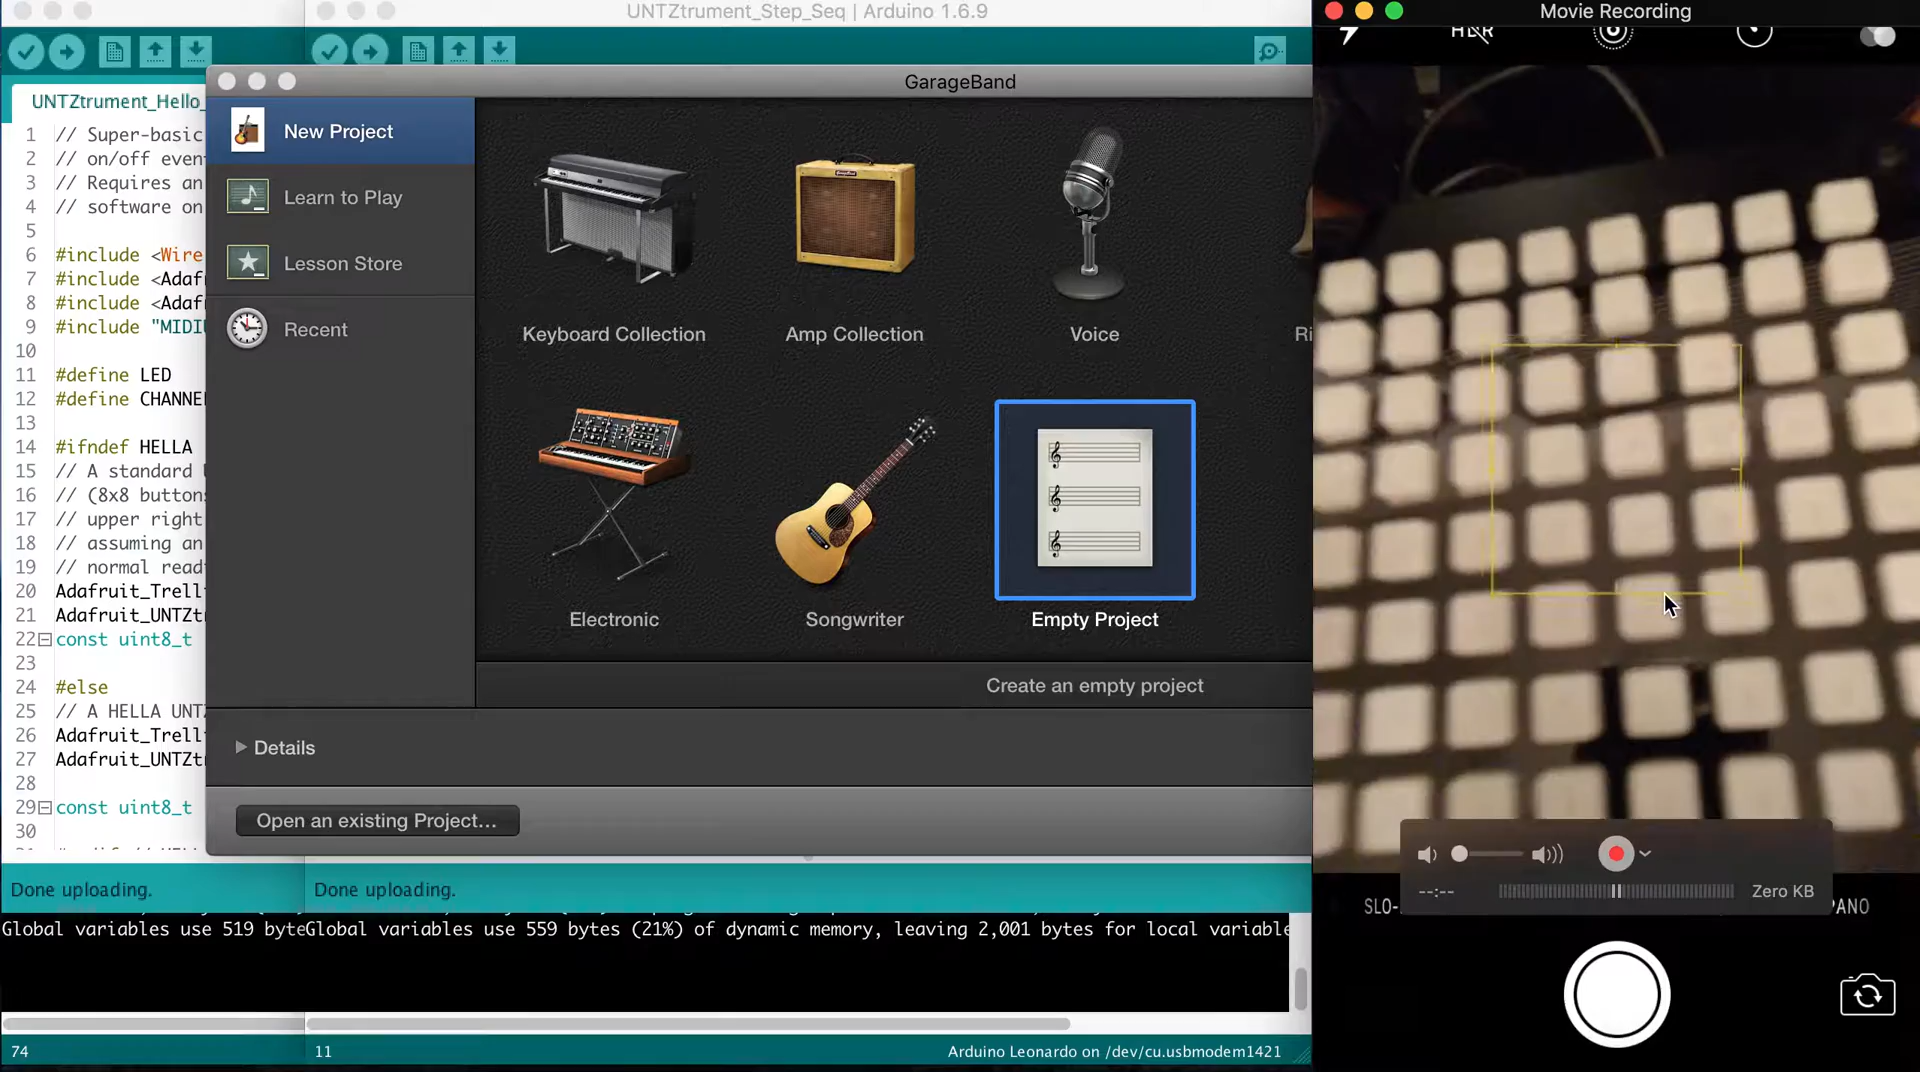 UNTZtrument_Step_Seq | Arduino 1.6.9
Movie Recording
HDR
GarageBand
UNTZtrument_Hello_
New Project
Learn to Play
Lesson Store
Recent
Keyboard Collection
Amp Collection
Voice
Ri
Electronic
Songwriter
Empty Project
Create an empty project
Details
Open an existing Project...
1 // Super-basic
2 // on/off even
3 // Requires an
4 // software on
5
6 #include <Wire
7 #include <Adaf
8 #include <Adaf
9 #include "MIDI
10
11 #define LED
12 #define CHANNE
13
14 #ifndef HELLA
15 // A standard
16 // (8x8 buttons
17 // upper right
18 // assuming an
19 // normal read
20 Adafruit_Trell
21 Adafruit_UNTZt
22 const uint8_t
23
24 #else
25 // A HELLA UNTZ
26 Adafruit_Trell
27 Adafruit_UNTZt
28
29 const uint8_t
30
Done uploading.
Done uploading.
Global variables use 519 byte
Global variables use 559 bytes (21%) of dynamic memory, leaving 2,001 bytes for local variable
74
11
Arduino Leonardo on /dev/cu.usbmodem1421
--:--
Zero KB
SLO-
PANO